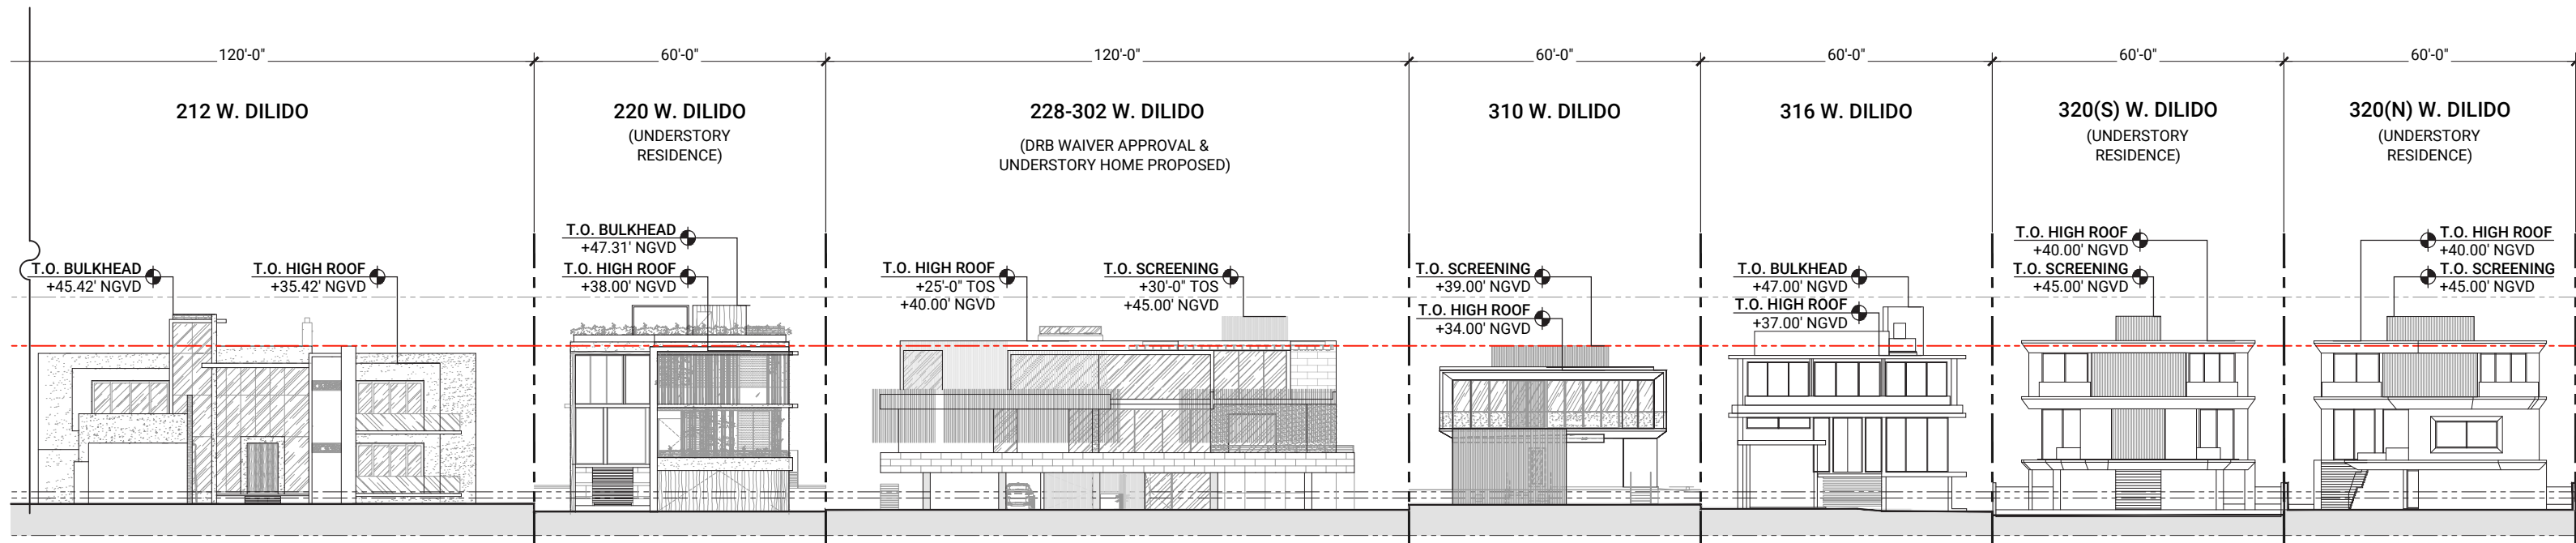 120'-0"
60'-0"
120'-0"
60'-0"
60'-0"
60'-0"
60'-0"
212 W. DILIDO
220 W. DILIDO
(UNDERSTORY
RESIDENCE)
228-302 W. DILIDO
(DRB WAIVER APPROVAL &
UNDERSTORY HOME PROPOSED)
310 W. DILIDO
316 W. DILIDO
320(S) W. DILIDO
(UNDERSTORY
RESIDENCE)
320(N) W. DILIDO
(UNDERSTORY
RESIDENCE)
T.O. BULKHEAD
+45.42' NGVD
T.O. HIGH ROOF
+35.42' NGVD
T.O. BULKHEAD
+47.31' NGVD
T.O. HIGH ROOF
+38.00' NGVD
T.O. HIGH ROOF
+25'-0" TOS
+40.00' NGVD
T.O. SCREENING
+30'-0" TOS
+45.00' NGVD
T.O. SCREENING
+39.00' NGVD
T.O. HIGH ROOF
+34.00' NGVD
T.O. BULKHEAD
+47.00' NGVD
T.O. HIGH ROOF
+37.00' NGVD
T.O. HIGH ROOF
+40.00' NGVD
T.O. SCREENING
+45.00' NGVD
T.O. HIGH ROOF
+40.00' NGVD
T.O. SCREENING
+45.00' NGVD